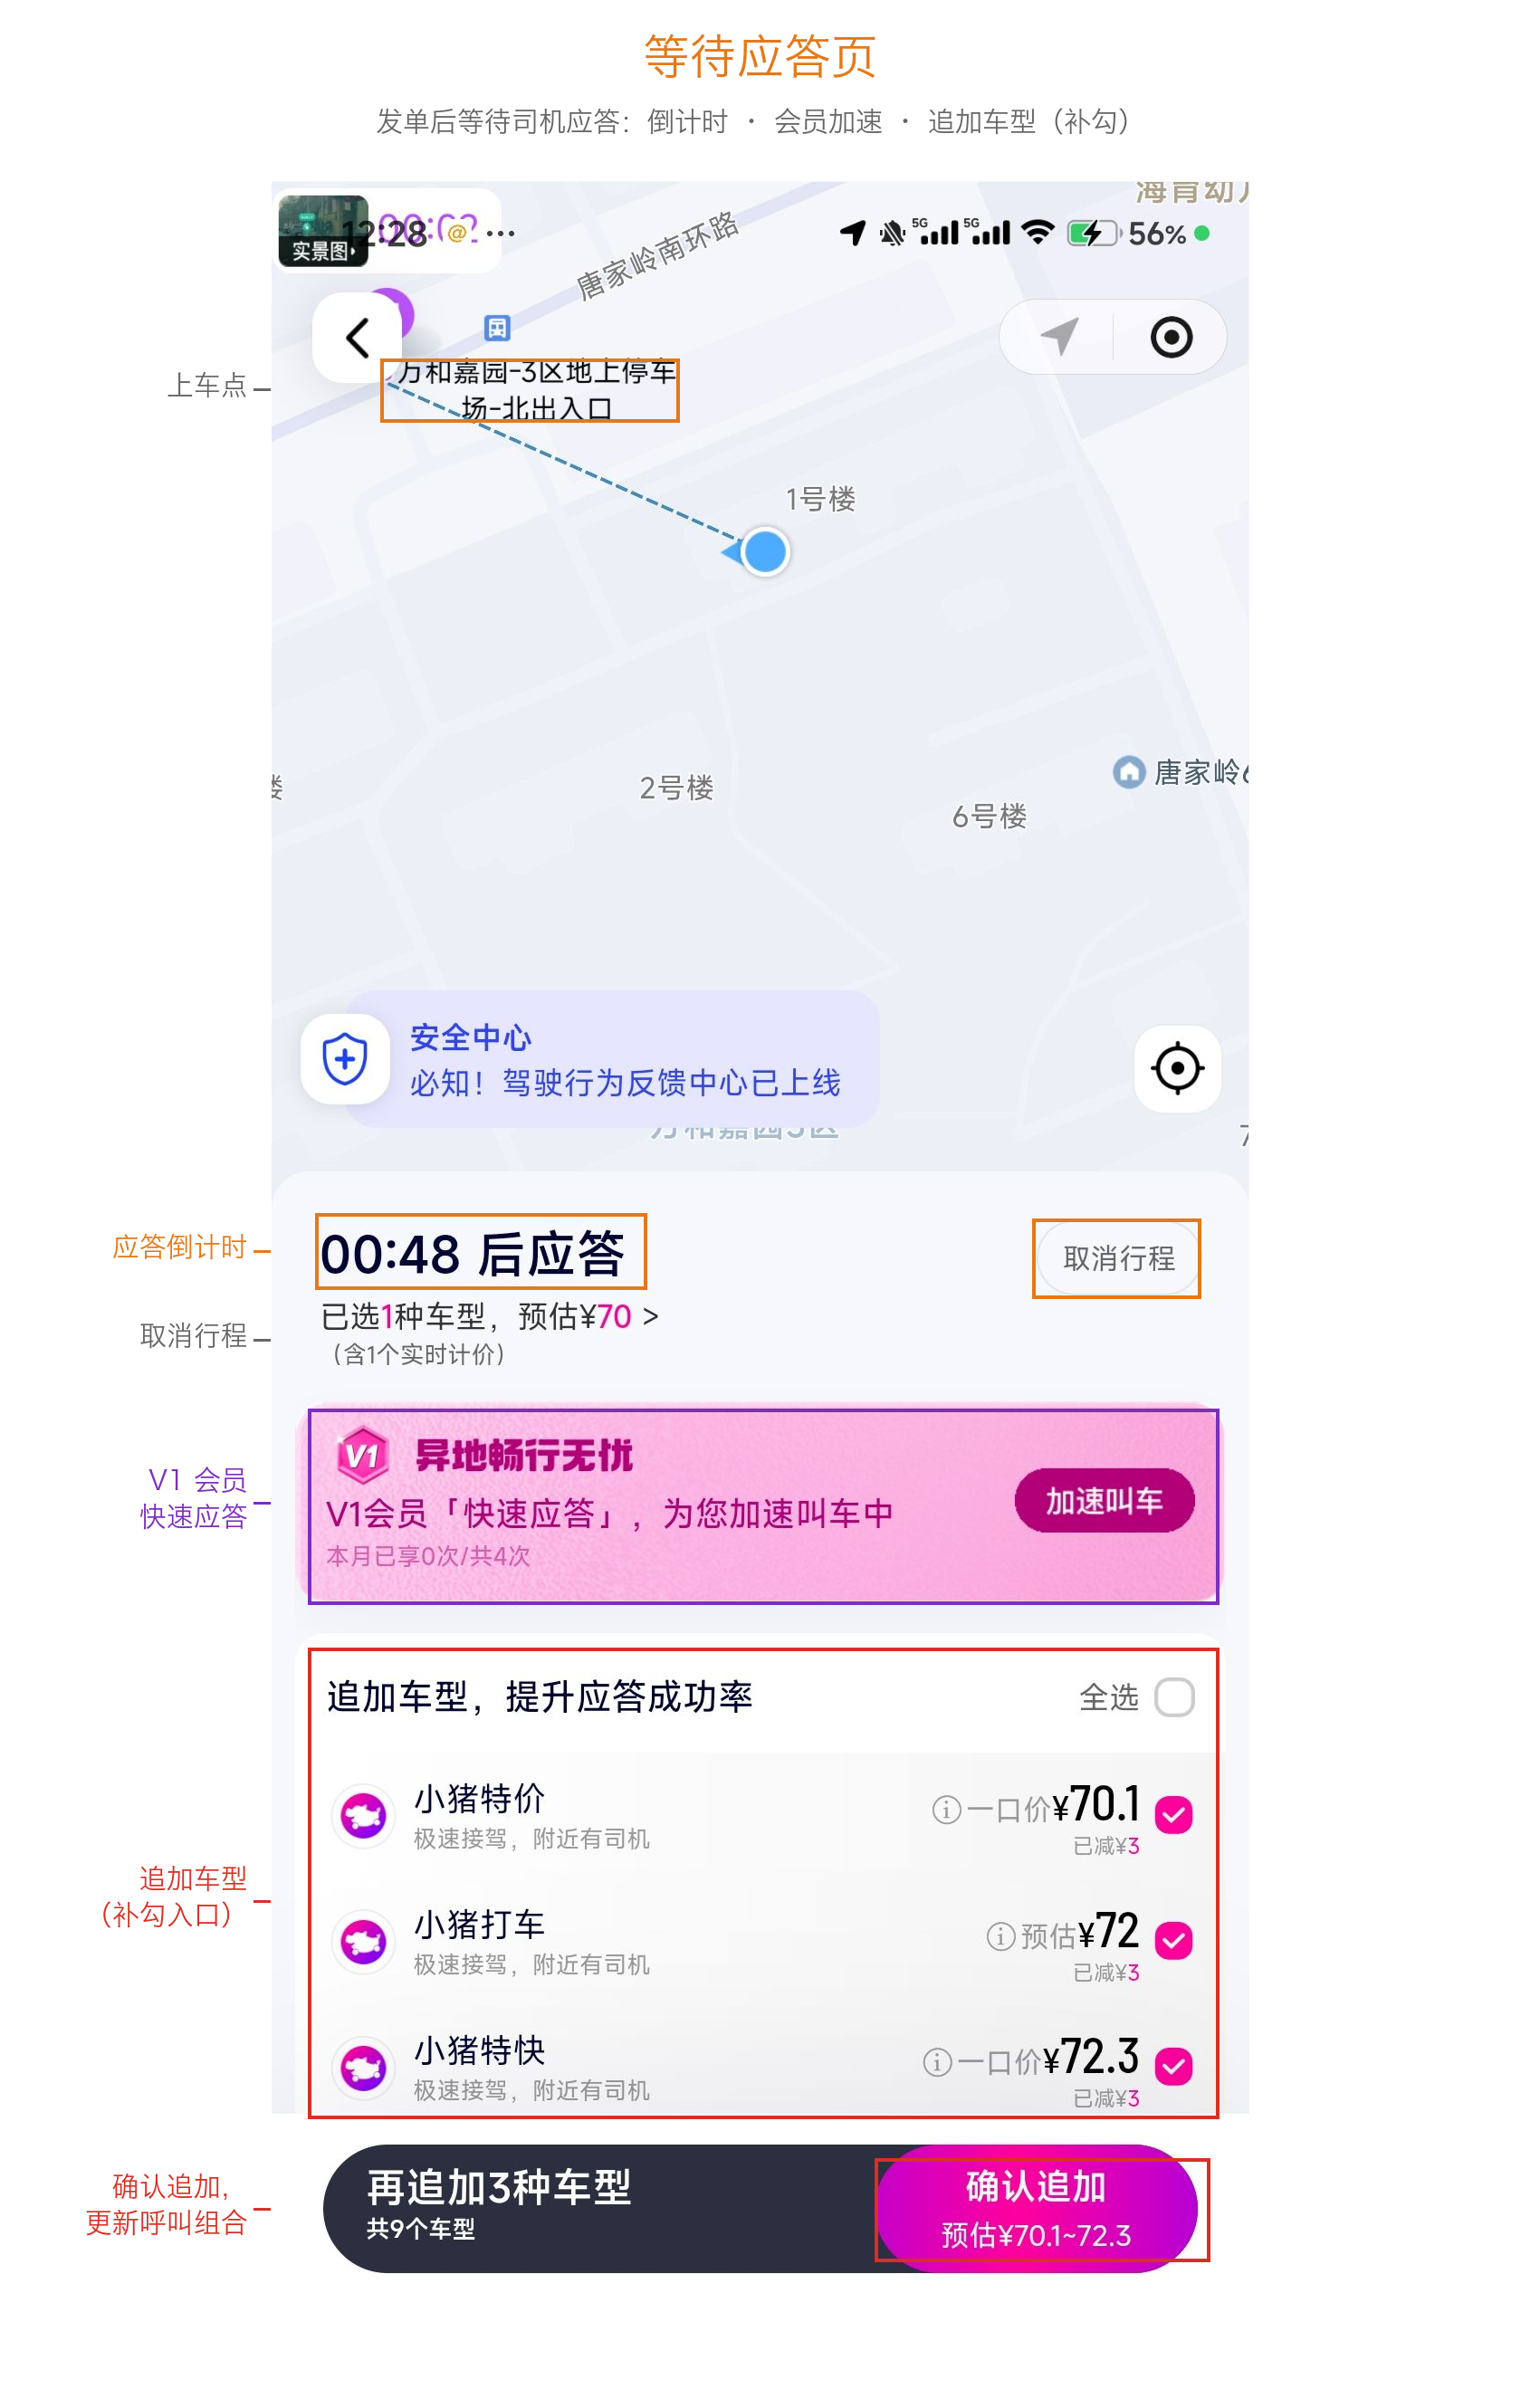 等待应答页
发单后等待司机应答：倒计时 · 会员加速 · 追加车型（补勾）
实景图
12:28
5G
5G
56%
唐家岭南环路
上车点
万和嘉园-3区地上停车
场-北出入口
1号楼
楼
2号楼
唐家岭
6号楼
安全中心
必知！驾驶行为反馈中心已上线
万和嘉园3区
应答倒计时
00:48 后应答
取消行程
取消行程
已选1种车型，预估¥70 >
（含1个实时计价）
V1 会员
快速应答
V1 异地畅行无忧
V1会员「快速应答」，为您加速叫车中
本月已享0次/共4次
加速叫车
追加车型，提升应答成功率
全选
追加车型
（补勾入口）
小猪特价
极速接驾，附近有司机
一口价¥70.1
已减¥3
小猪打车
极速接驾，附近有司机
预估¥72
已减¥3
小猪特快
极速接驾，附近有司机
一口价¥72.3
已减¥3
确认追加，
更新呼叫组合
再追加3种车型
共9个车型
确认追加
预估¥70.1~72.3